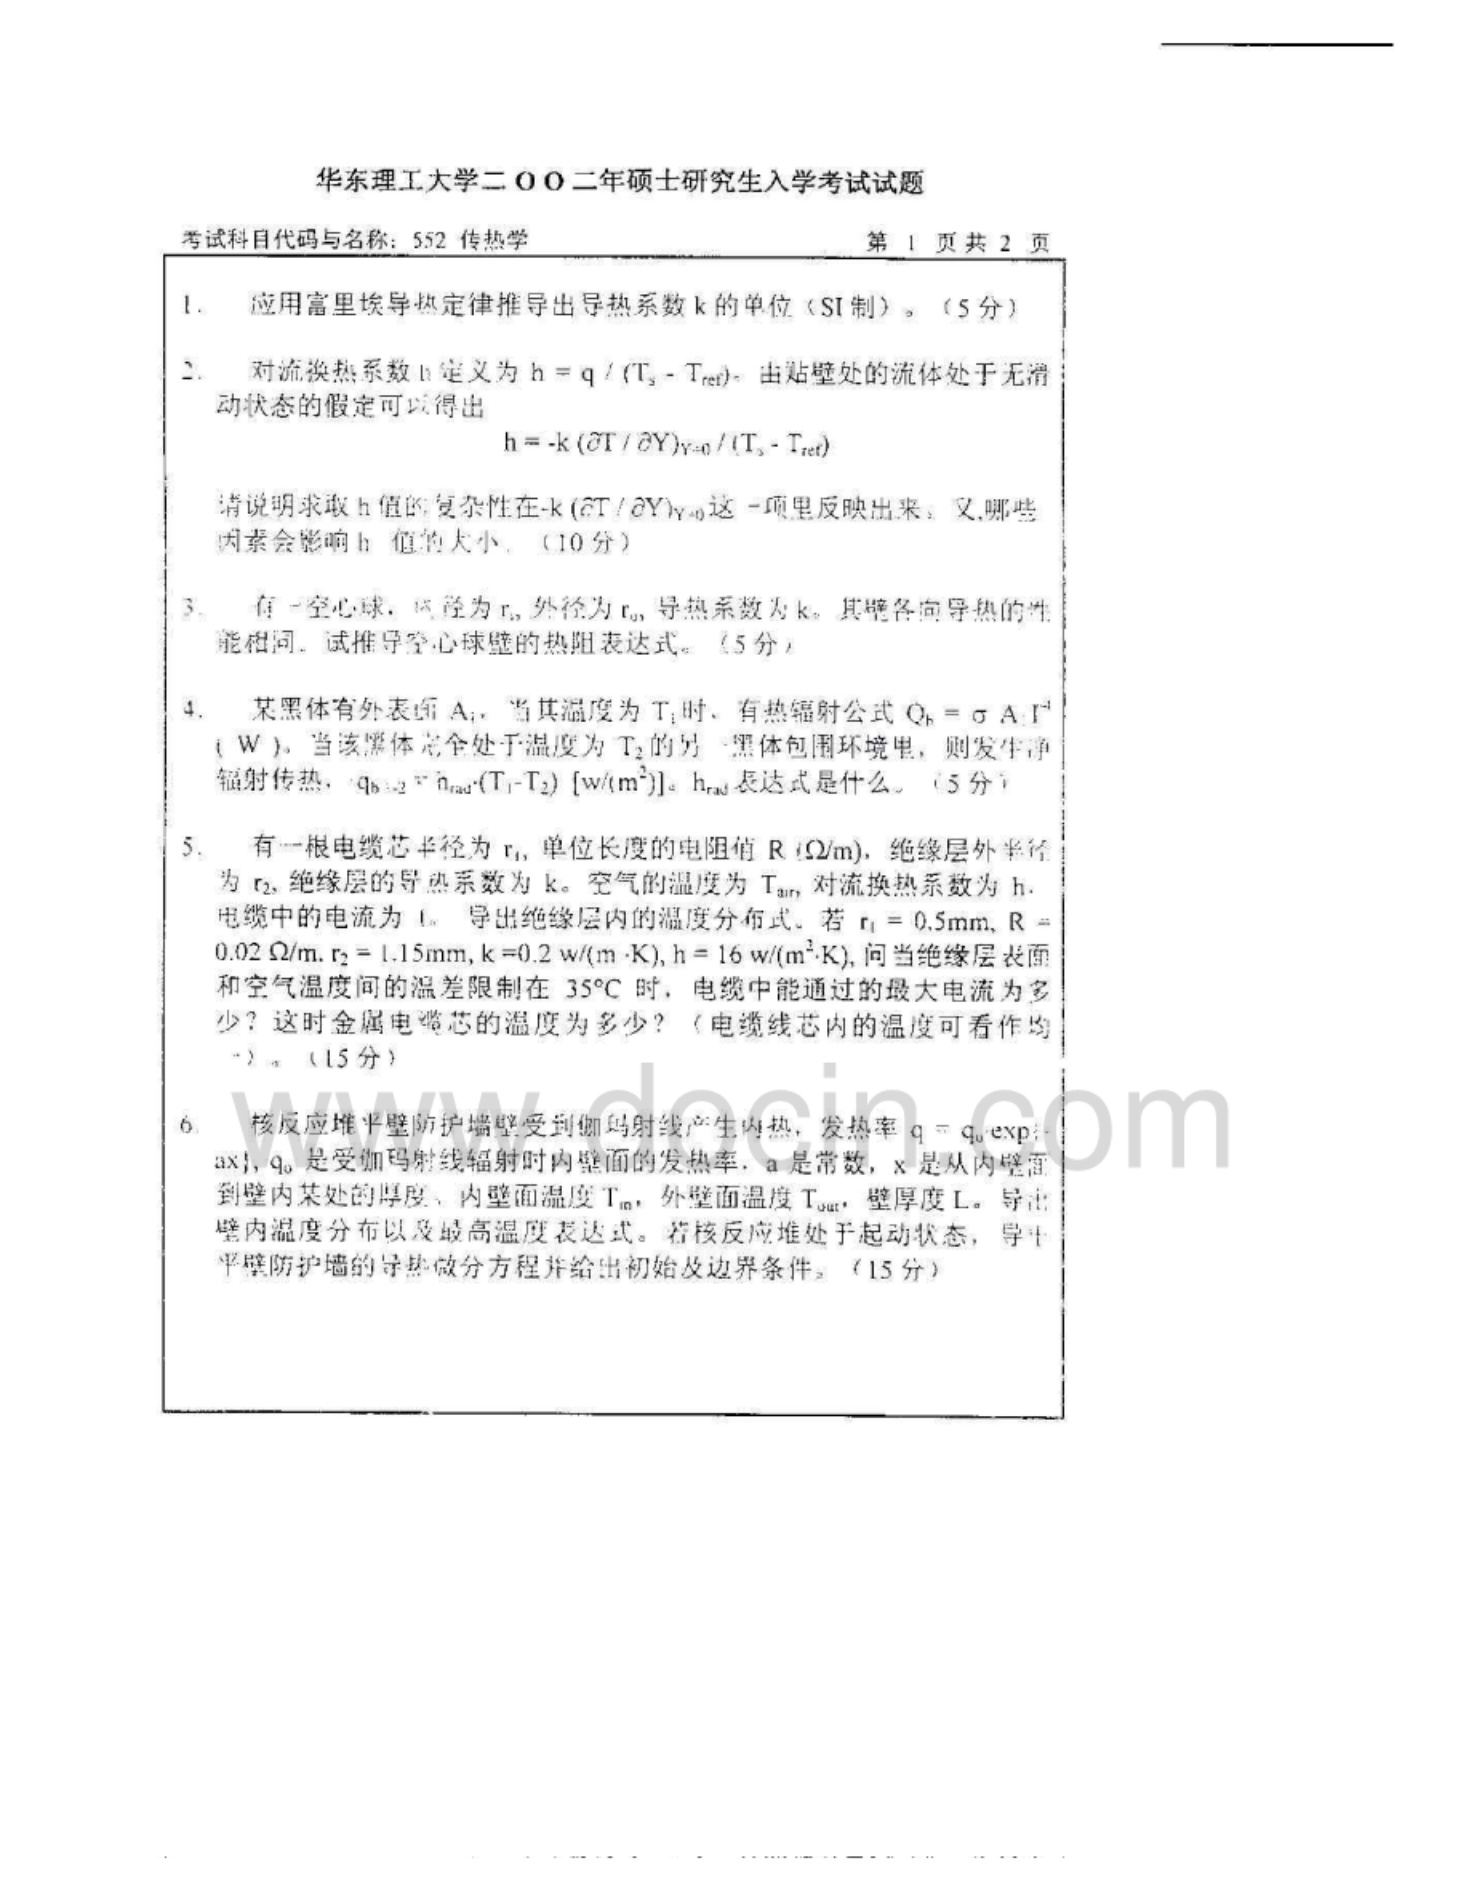 华东理工大学二OO二年硕士研究生入学考试试题
考试科目代码与名称：552 传热学
第 1 页共 2 页
1. 应用富里埃导热定律推导出导热系数 k 的单位（SI 制）。（5 分）
2. 对流换热系数 h 定义为 h = q / (Ts - Tref)。由贴壁处的流体处于无滑
动状态的假定可以得出
h = -k (∂T / ∂Y)Y=0 / (Ts - Tref)
请说明求取 h 值的复杂性在-k (∂T / ∂Y)Y=0 这一项里反映出来。又,哪些
因素会影响 h 值的大小。（10 分）
3. 有一空心球，内径为 ri, 外径为 ro, 导热系数为 k。其壁各向导热的性
能相同。试推导空心球壁的热阻表达式。（5 分）
4. 某黑体有外表面 Ai，当其温度为 Ti 时，有热辐射公式 Qb = σ A T⁴
( W )。当该黑体完全处于温度为 T2 的另一黑体包围环境里，则发生净
辐射传热， qb1-2 = hrad·(T1-T2) [w/(m²)]。hrad 表达式是什么。（5 分）
5. 有一根电缆芯半径为 r1, 单位长度的电阻值 R (Ω/m)，绝缘层外半径
为 r2, 绝缘层的导热系数为 k。空气的温度为 Tair, 对流换热系数为 h.
电缆中的电流为 I。 导出绝缘层内的温度分布式。若 r1 = 0.5mm, R =
0.02 Ω/m. r2 = 1.15mm, k =0.2 w/(m ·K), h = 16 w/(m²·K), 问当绝缘层表面
和空气温度间的温差限制在 35°C 时，电缆中能通过的最大电流为多
少？这时金属电缆芯的温度为多少？（电缆线芯内的温度可看作均
一）。（15 分）
6. 核反应堆平壁防护墙壁受到伽玛射线产生内热，发热率 q = qo·exp{-
ax}, qo 是受伽玛射线辐射时内壁面的发热率，a 是常数，x 是从内壁面
到壁内某处的厚度、内壁面温度 Tin，外壁面温度 Tout，壁厚度 L。导出
壁内温度分布以及最高温度表达式。若核反应堆处于起动状态，导出
平壁防护墙的导热微分方程并给出初始及边界条件。（15 分）
www.docin.com